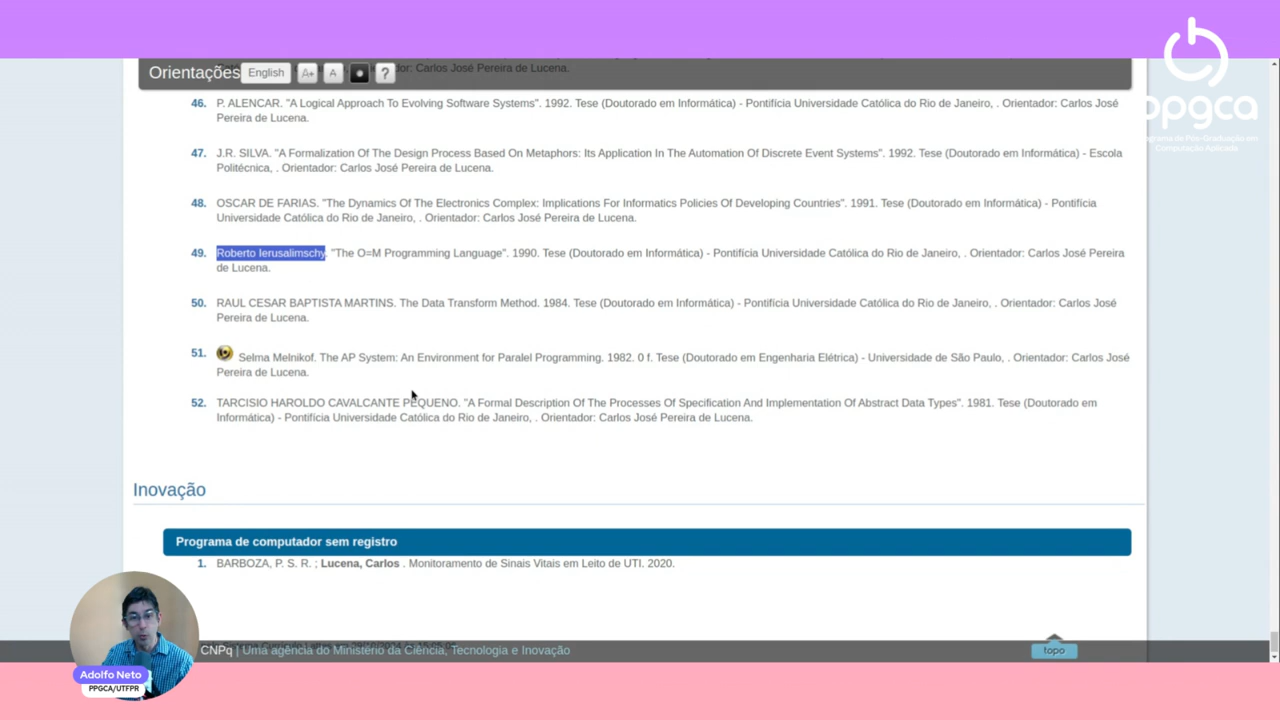 Orientações English A+ A ?
dor: Carlos José Pereira de Lucena.
ppgca
Programa de Pós-Graduação em
Computação Aplicada
46. P. ALENCAR. "A Logical Approach To Evolving Software Systems". 1992. Tese (Doutorado em Informática) - Pontifícia Universidade Católica do Rio de Janeiro, . Orientador: Carlos José
Pereira de Lucena.
47. J.R. SILVA. "A Formalization Of The Design Process Based On Metaphors: Its Application In The Automation Of Discrete Event Systems". 1992. Tese (Doutorado em Informática) - Escola
Politécnica, . Orientador: Carlos José Pereira de Lucena.
48. OSCAR DE FARIAS. "The Dynamics Of The Electronics Complex: Implications For Informatics Policies Of Developing Countries". 1991. Tese (Doutorado em Informática) - Pontifícia
Universidade Católica do Rio de Janeiro, . Orientador: Carlos José Pereira de Lucena.
49. Roberto Ierusalimschy. "The O=M Programming Language". 1990. Tese (Doutorado em Informática) - Pontifícia Universidade Católica do Rio de Janeiro, . Orientador: Carlos José Pereira
de Lucena.
50. RAUL CESAR BAPTISTA MARTINS. The Data Transform Method. 1984. Tese (Doutorado em Informática) - Pontifícia Universidade Católica do Rio de Janeiro, . Orientador: Carlos José
Pereira de Lucena.
51. Selma Melnikof. The AP System: An Environment for Paralel Programming. 1982. 0 f. Tese (Doutorado em Engenharia Elétrica) - Universidade de São Paulo, . Orientador: Carlos José
Pereira de Lucena.
52. TARCISIO HAROLDO CAVALCANTE PEQUENO. "A Formal Description Of The Processes Of Specification And Implementation Of Abstract Data Types". 1981. Tese (Doutorado em
Informática) - Pontifícia Universidade Católica do Rio de Janeiro, . Orientador: Carlos José Pereira de Lucena.
Inovação
Programa de computador sem registro
1. BARBOZA, P. S. R. ; Lucena, Carlos . Monitoramento de Sinais Vitais em Leito de UTI. 2020.
CNPq | Uma agência do Ministério da Ciência, Tecnologia e Inovação
topo
Adolfo Neto
PPGCA/UTFPR